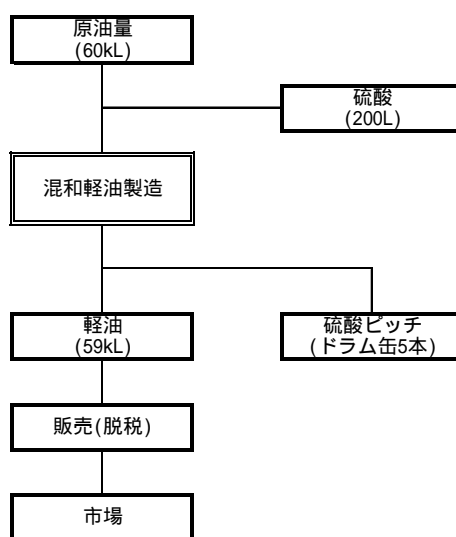 原油量
(60kL)
硫酸
(200L)
混和軽油製造
軽油
(59kL)
硫酸ピッチ
(ドラム缶5本)
販売(脱税)
市場